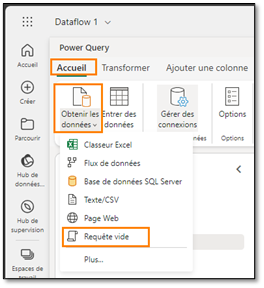 Dataflow 1
Power Query
Accueil
Accueil
Transformer
Ajouter une colonne
Créer
Obtenir les
données
Entrer des
données
Gérer des
connexions
Options
Parcourir
Classeur Excel
Flux de données
Base de données SQL Server
Texte/CSV
Page Web
Requête vide
Plus...
Hub de
données...
Hub de
supervision
Espaces de
travail